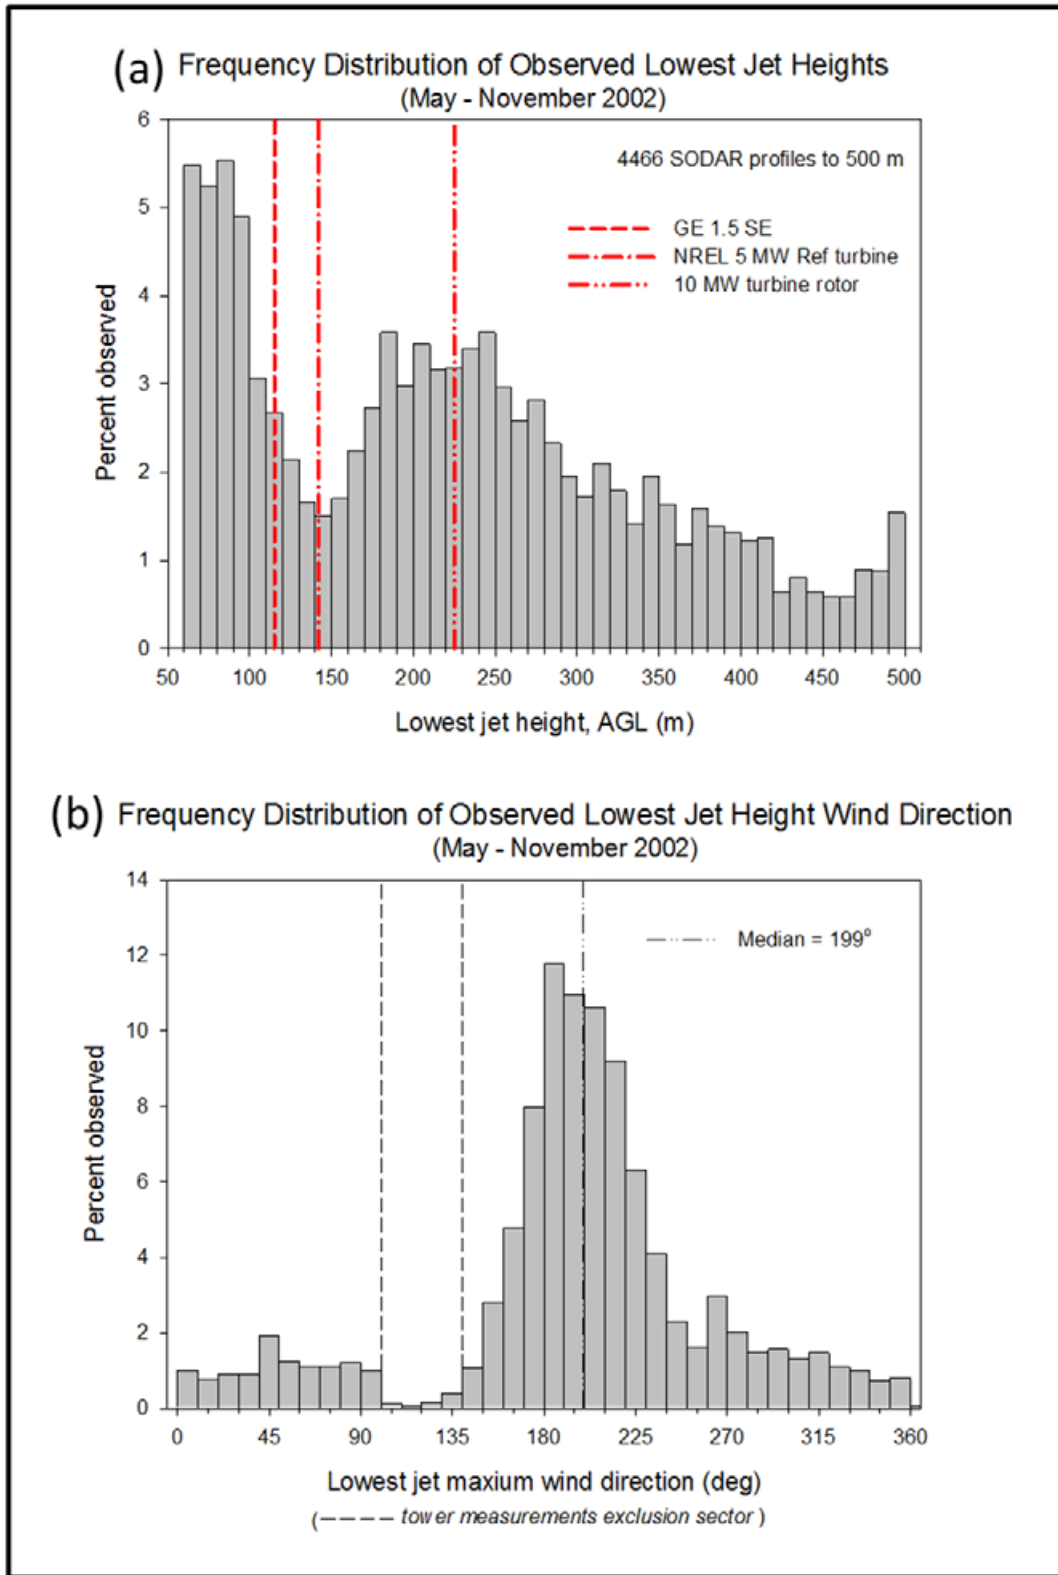 (a) Frequency Distribution of Observed Lowest Jet Heights
(May - November 2002)
4466 SODAR profiles to 500 m
GE 1.5 SE
NREL 5 MW Ref turbine
10 MW turbine rotor
Percent observed
6
5
4
3
2
1
0
50 100 150 200 250 300 350 400 450 500
Lowest jet height, AGL (m)
(b) Frequency Distribution of Observed Lowest Jet Height Wind Direction
(May - November 2002)
Median = 199°
Percent observed
14
12
10
8
6
4
2
0
0 45 90 135 180 225 270 315 360
Lowest jet maxium wind direction (deg)
(---- tower measurements exclusion sector)